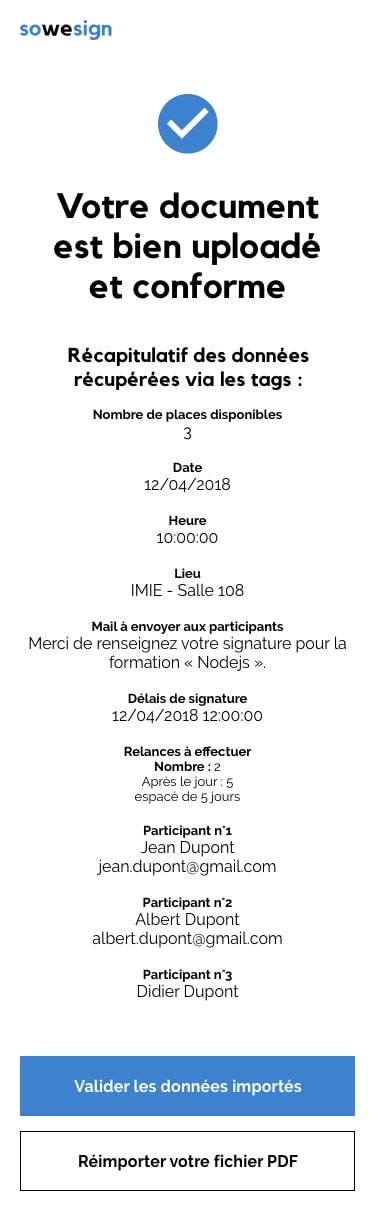 sowesign
Votre document
est bien uploadé
et conforme
Récapitulatif des données
récupérées via les tags :
Nombre de places disponibles
3
Date
12/04/2018
Heure
10:00:00
Lieu
IMIE - Salle 108
Mail à envoyer aux participants
Merci de renseignez votre signature pour la
formation « Nodejs ».
Délais de signature
12/04/2018 12:00:00
Relances à effectuer
Nombre : 2
Après le jour : 5
espacé de 5 jours
Participant n°1
Jean Dupont
jean.dupont@gmail.com
Participant n°2
Albert Dupont
albert.dupont@gmail.com
Participant n°3
Didier Dupont
Valider les données importés
Réimporter votre fichier PDF